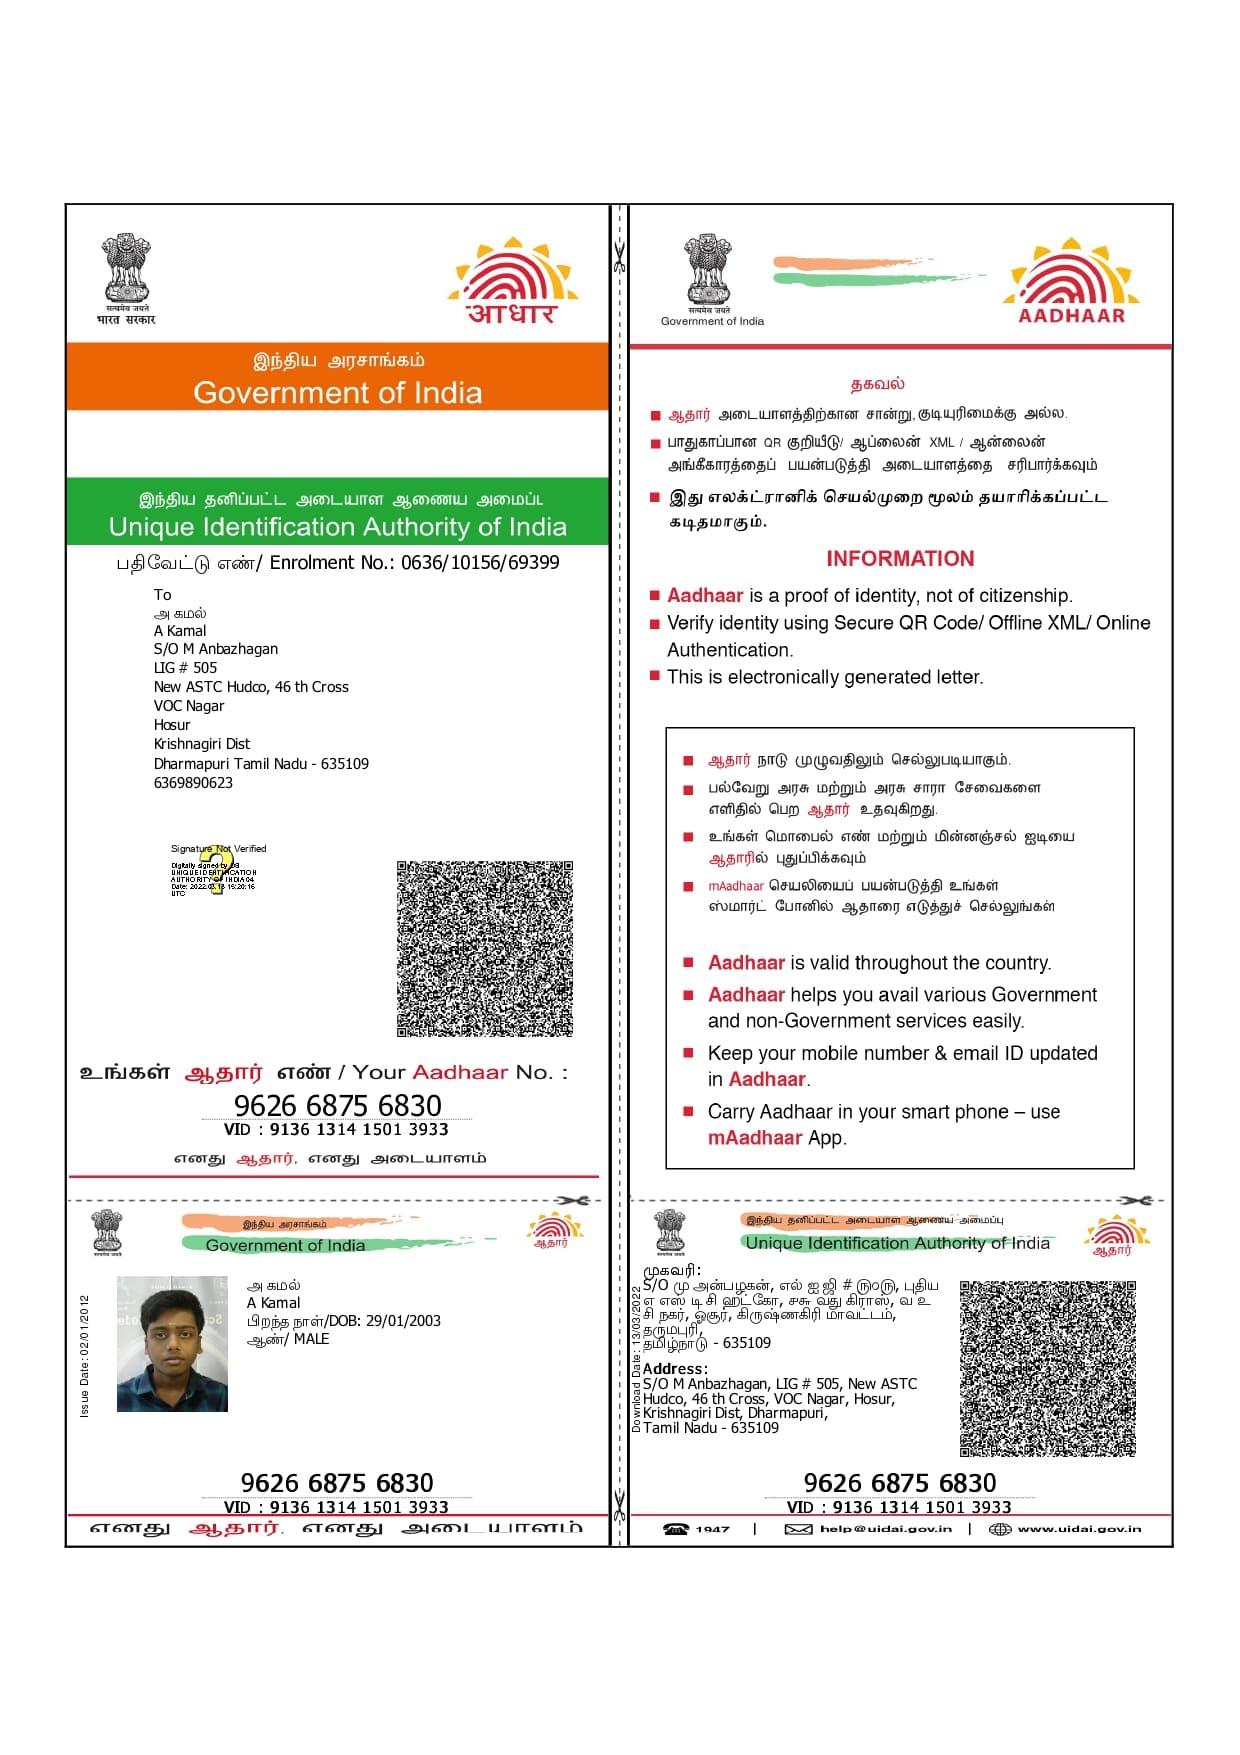 सत्यमेव जयते
भारत सरकार
आधार
இந்திய அரசாங்கம்
Government of India
இந்திய தனிப்பட்ட அடையாள ஆணைய அமைப்ட
Unique Identification Authority of India
பதிவேட்டு எண்/ Enrolment No.: 0636/10156/69399
To
அ கமல்
A Kamal
S/O M Anbazhagan
LIG # 505
New ASTC Hudco, 46 th Cross
VOC Nagar
Hosur
Krishnagiri Dist
Dharmapuri Tamil Nadu - 635109
6369890623
Signature Not Verified
Digitally signed by DS
UNIQUE IDENTIFICATION
AUTHORITY OF INDIA 04
UTC
உங்கள் ஆதார் எண் / Your Aadhaar No. :
9626 6875 6830
VID : 9136 1314 1501 3933
எனது ஆதார், எனது அடையாளம்
सत्यमेव जयते
Government of India
AADHAAR
தகவல்
ஆதார் அடையாளத்திற்கான சான்று, குடியுரிமைக்கு அல்ல.
பாதுகாப்பான QR குறியீடு/ ஆப்லைன் XML / ஆன்லைன்
அங்கீகாரத்தைப் பயன்படுத்தி அடையாளத்தை சரிபார்க்கவும்
இது எலக்ட்ரானிக் செயல்முறை மூலம் தயாரிக்கப்பட்ட
கடிதமாகும்.
INFORMATION
Aadhaar is a proof of identity, not of citizenship.
Verify identity using Secure QR Code/ Offline XML/ Online
Authentication.
This is electronically generated letter.
ஆதார் நாடு முழுவதிலும் செல்லுபடியாகும்.
பல்வேறு அரசு மற்றும் அரசு சாரா சேவைகளை
எளிதில் பெற ஆதார் உதவுகிறது.
உங்கள் மொபைல் எண் மற்றும் மின்னஞ்சல் ஐடியை
ஆதாரில் புதுப்பிக்கவும்
mAadhaar செயலியைப் பயன்படுத்தி உங்கள்
ஸ்மார்ட் போனில் ஆதாரை எடுத்துச் செல்லுங்கள்
Aadhaar is valid throughout the country.
Aadhaar helps you avail various Government
and non-Government services easily.
Keep your mobile number & email ID updated
in Aadhaar.
Carry Aadhaar in your smart phone – use
mAadhaar App.
இந்திய அரசாங்கம்
Government of India
ஆதார்
Issue Date: 02/01/2012
அ கமல்
A Kamal
பிறந்த நாள்/DOB: 29/01/2003
ஆண்/ MALE
9626 6875 6830
VID : 9136 1314 1501 3933
எனது ஆதார், எனது அடையாளம்
இந்திய தனிப்பட்ட அடையாள ஆணைய அமைப்பு
Unique Identification Authority of India
ஆதார்
Download Date: 13/03/2022
முகவரி:
S/O மு அன்பழகன், எல் ஐ ஜி # ௫௦௫, புதிய
எ எஸ் டி சி ஹட்கோ, ௪௬ வது கிராஸ், வ உ
சி நகர், ஓசூர், கிருஷ்ணகிரி மாவட்டம்,
தருமபுரி,
தமிழ்நாடு - 635109
Address:
S/O M Anbazhagan, LIG # 505, New ASTC
Hudco, 46 th Cross, VOC Nagar, Hosur,
Krishnagiri Dist, Dharmapuri,
Tamil Nadu - 635109
9626 6875 6830
VID : 9136 1314 1501 3933
1947 | help@uidai.gov.in | www.uidai.gov.in